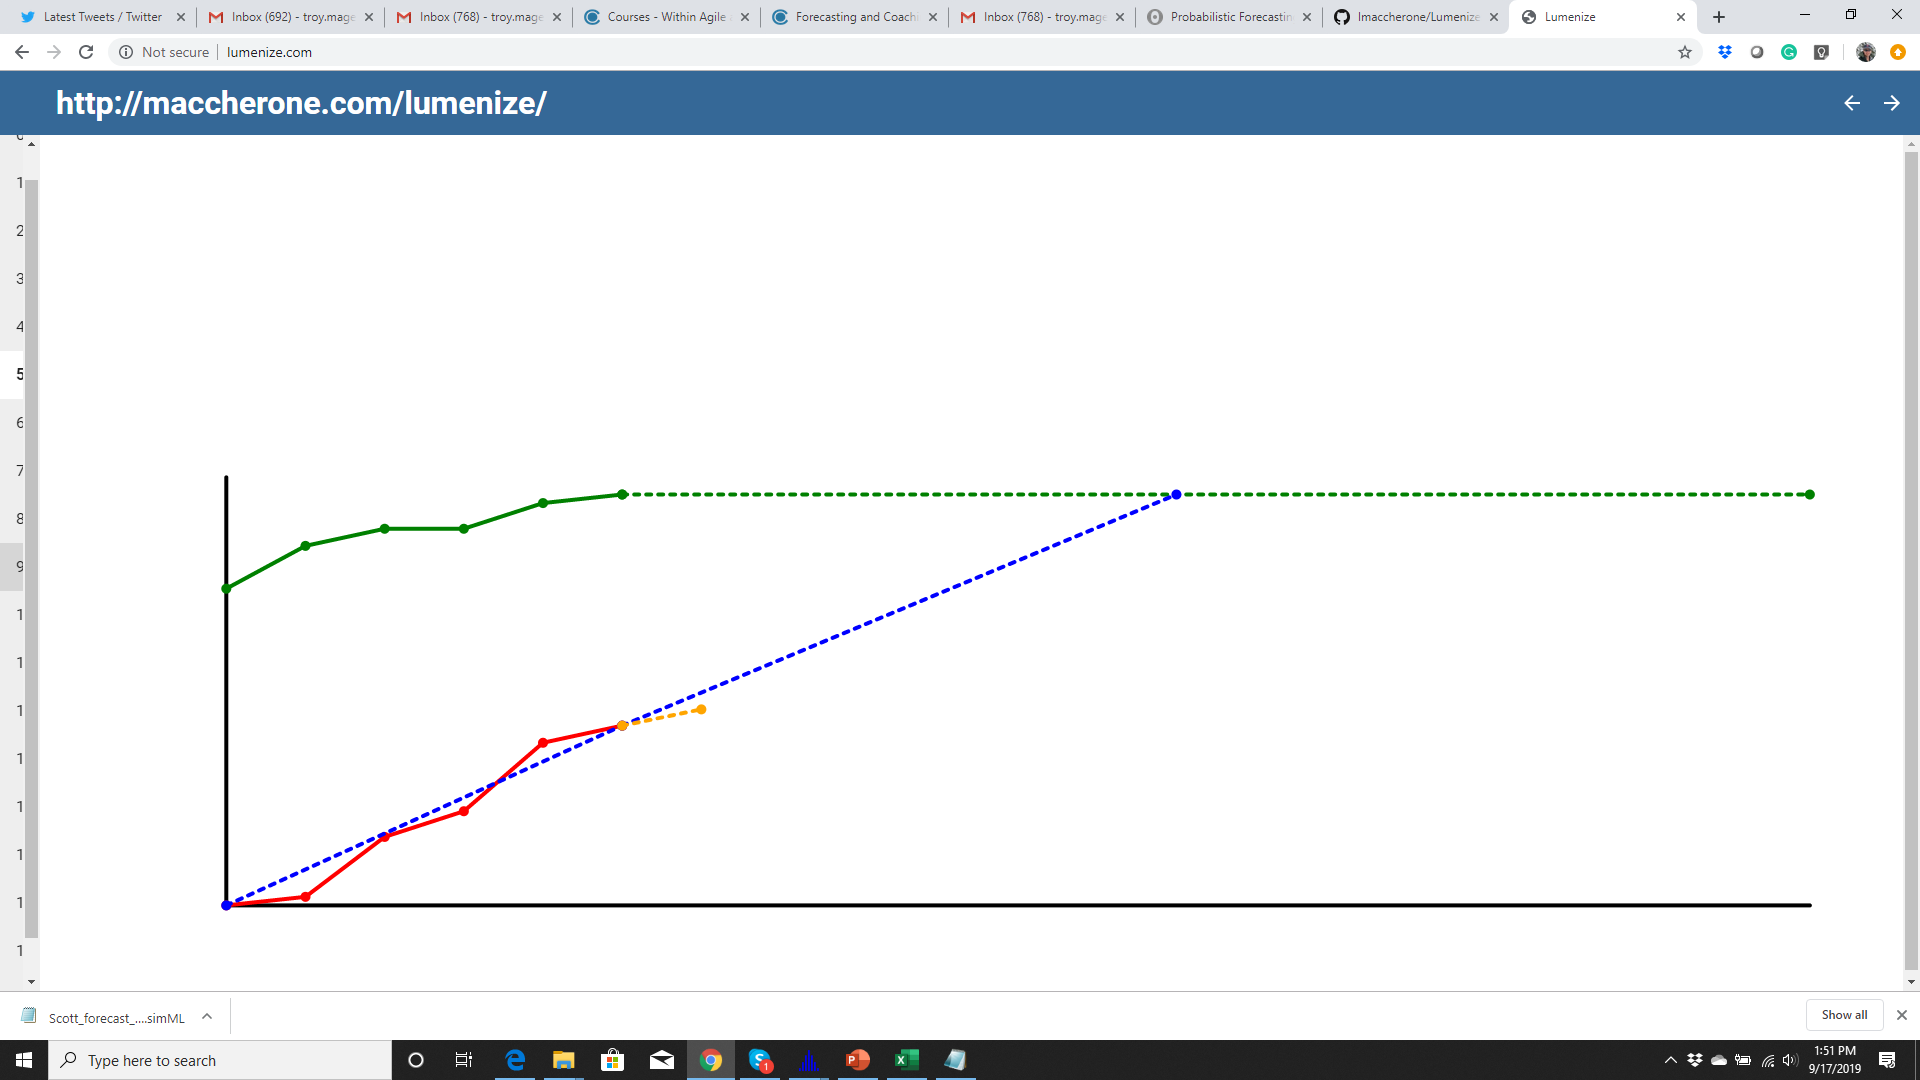 Latest Tweets / Twitter
Inbox (692) - troy.mage
Inbox (768) - troy.mage
Courses - Within Agile
Forecasting and Coach
Inbox (768) - troy.mage
Probabilistic Forecastin
lmaccherone/Lumenize
Lumenize
Not secure
lumenize.com
http://maccherone.com/lumenize/
1
2
3
4
5
6
7
8
9
1
1
1
1
1
1
1
1
Scott_forecast_....simML
Show all
Type here to search
1
1:51 PM
9/17/2019